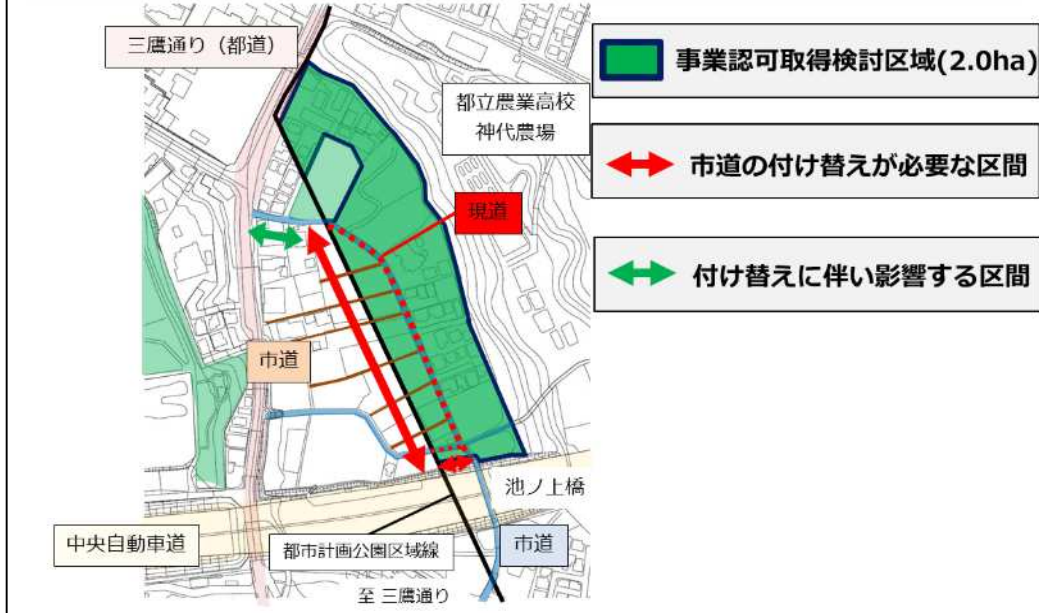 三鷹通り（都道）
都立農業高校
神代農場
現道
市道
池ノ上橋
中央自動車道
都市計画公園区域線
市道
至 三鷹通り
事業認可取得検討区域(2.0ha)
市道の付け替えが必要な区間
付け替えに伴い影響する区間